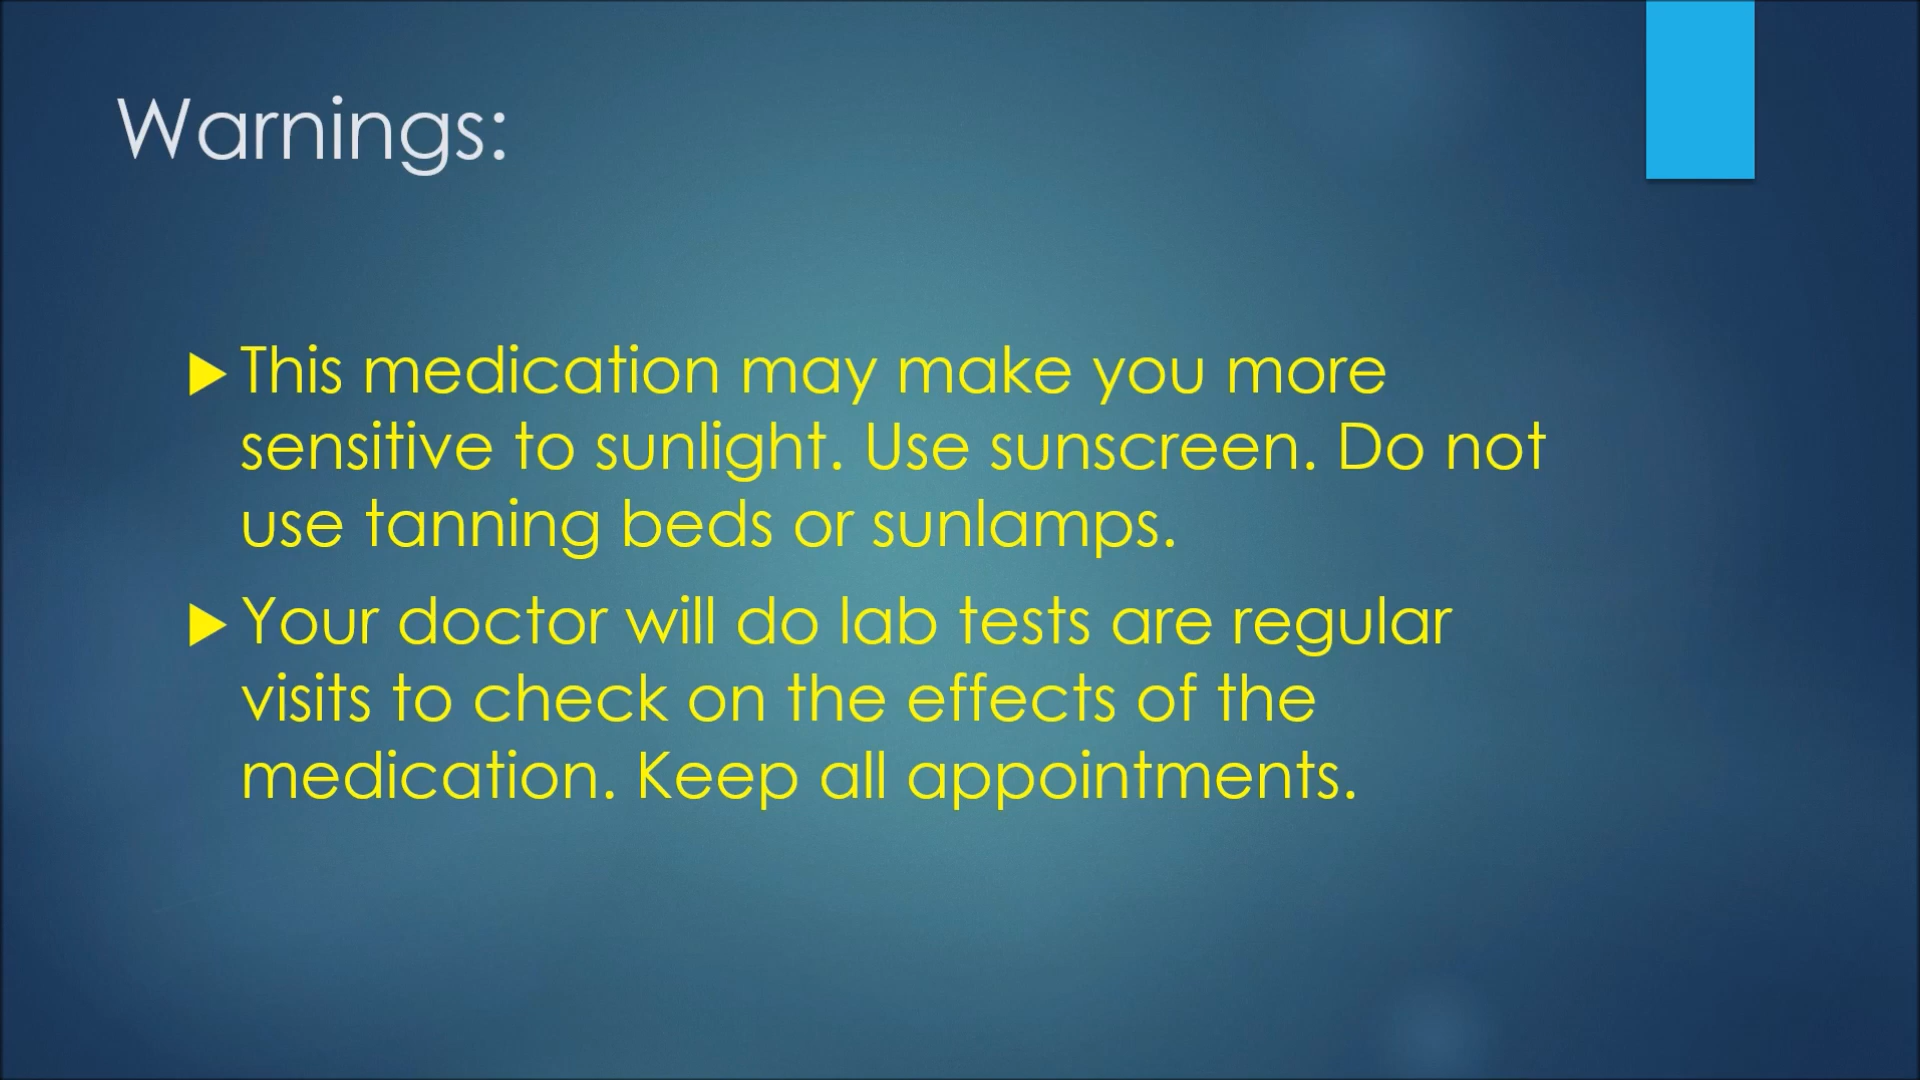 Warnings:
This medication may make you more
sensitive to sunlight. Use sunscreen. Do not
use tanning beds or sunlamps.
Your doctor will do lab tests are regular
visits to check on the effects of the
medication. Keep all appointments.